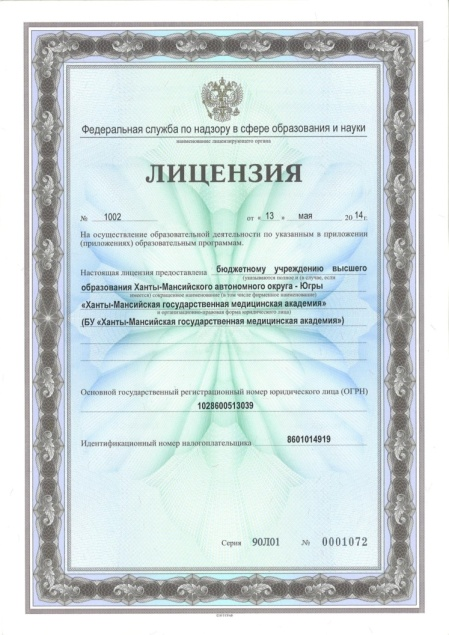 Федеральная служба по надзору в сфере образования и науки
наименование лицензирующего органа
ЛИЦЕНЗИЯ
№ 1002 от « 13 » мая 2014г.
На осуществление образовательной деятельности по указанным в приложении
(приложениях) образовательным программам.
Настоящая лицензия предоставлена бюджетному учреждению высшего
(указываются полное и (в случае, если
образования Ханты-Мансийского автономного округа - Югры
имеется) сокращенное наименование (в том числе фирменное наименование)
«Ханты-Мансийская государственная медицинская академия»
и организационно-правовая форма юридического лица)
(БУ «Ханты-Мансийская государственная медицинская академия»)
Основной государственный регистрационный номер юридического лица (ОГРН)
1028600513039
Идентификационный номер налогоплательщика 8601014919
Серия 90Л01 № 0001072